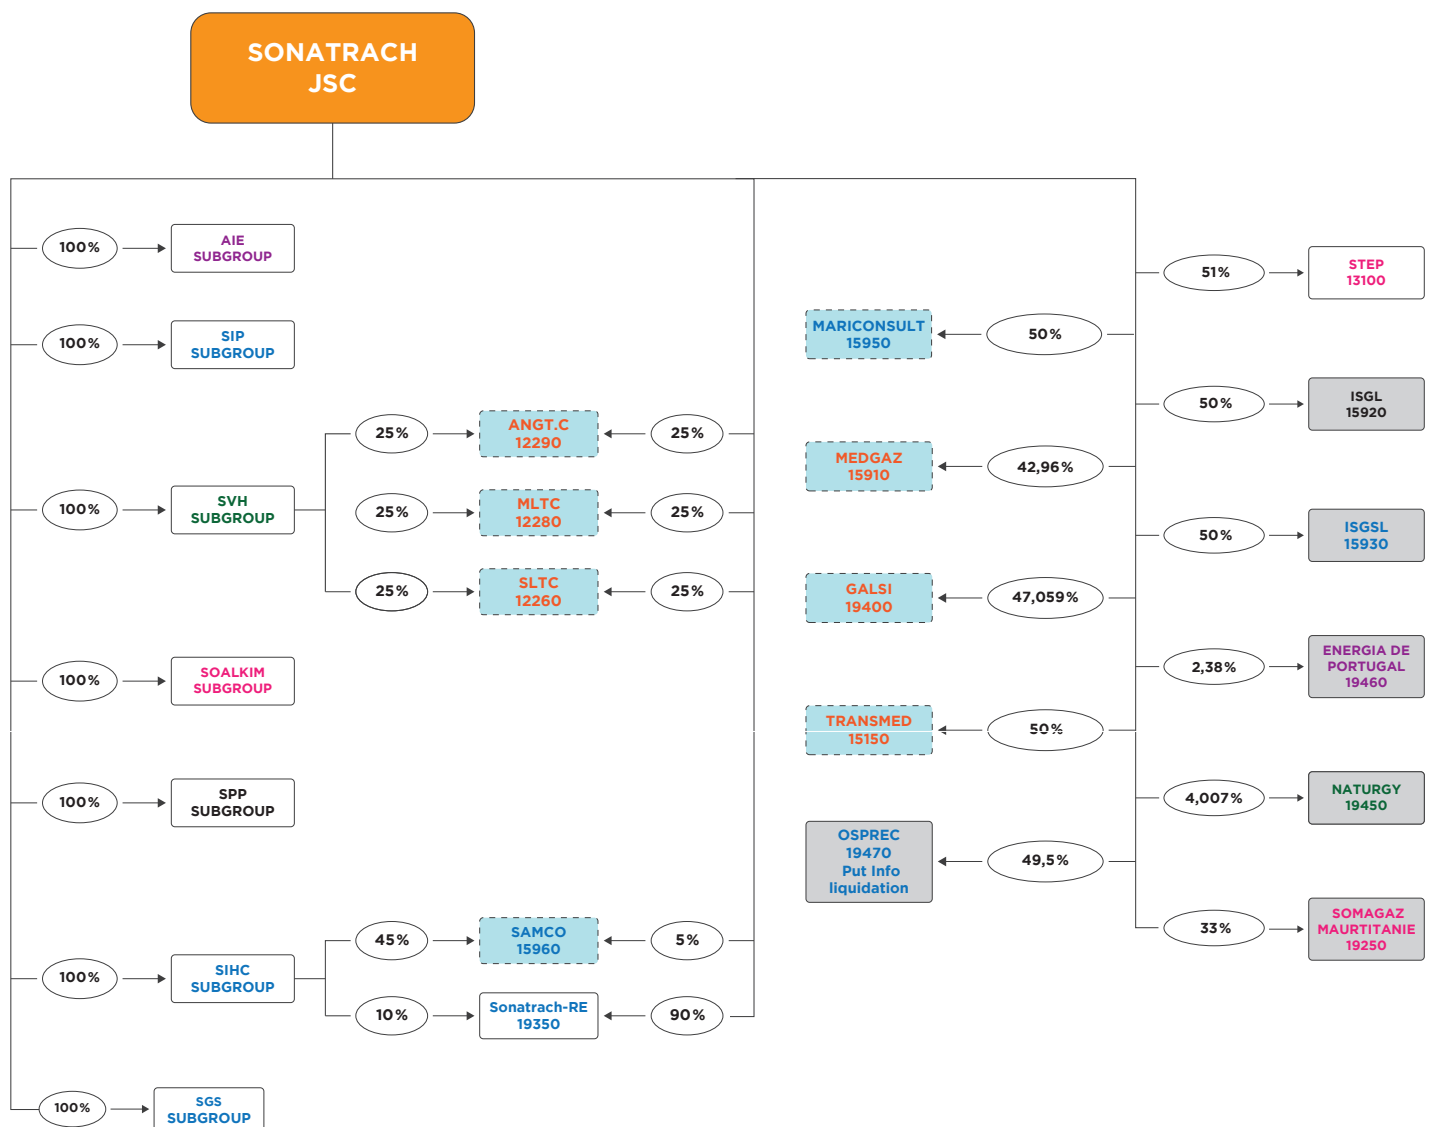 SONATRACH
JSC
100%
AIE
SUBGROUP
100%
SIP
SUBGROUP
100%
SVH
SUBGROUP
25%
ANGT.C
12290
25%
25%
MLTC
12280
25%
25%
SLTC
12260
25%
100%
SOALKIM
SUBGROUP
100%
SPP
SUBGROUP
100%
SIHC
SUBGROUP
45%
SAMCO
15960
5%
10%
Sonatrach-RE
19350
90%
100%
SGS
SUBGROUP
MARICONSULT
15950
50%
MEDGAZ
15910
42,96%
GALSI
19400
47,059%
TRANSMED
15150
50%
OSPREC
19470
Put Info
liquidation
49,5%
51%
STEP
13100
50%
ISGL
15920
50%
ISGSL
15930
2,38%
ENERGIA DE
PORTUGAL
19460
4,007%
NATURGY
19450
33%
SOMAGAZ
MAURTITANIE
19250